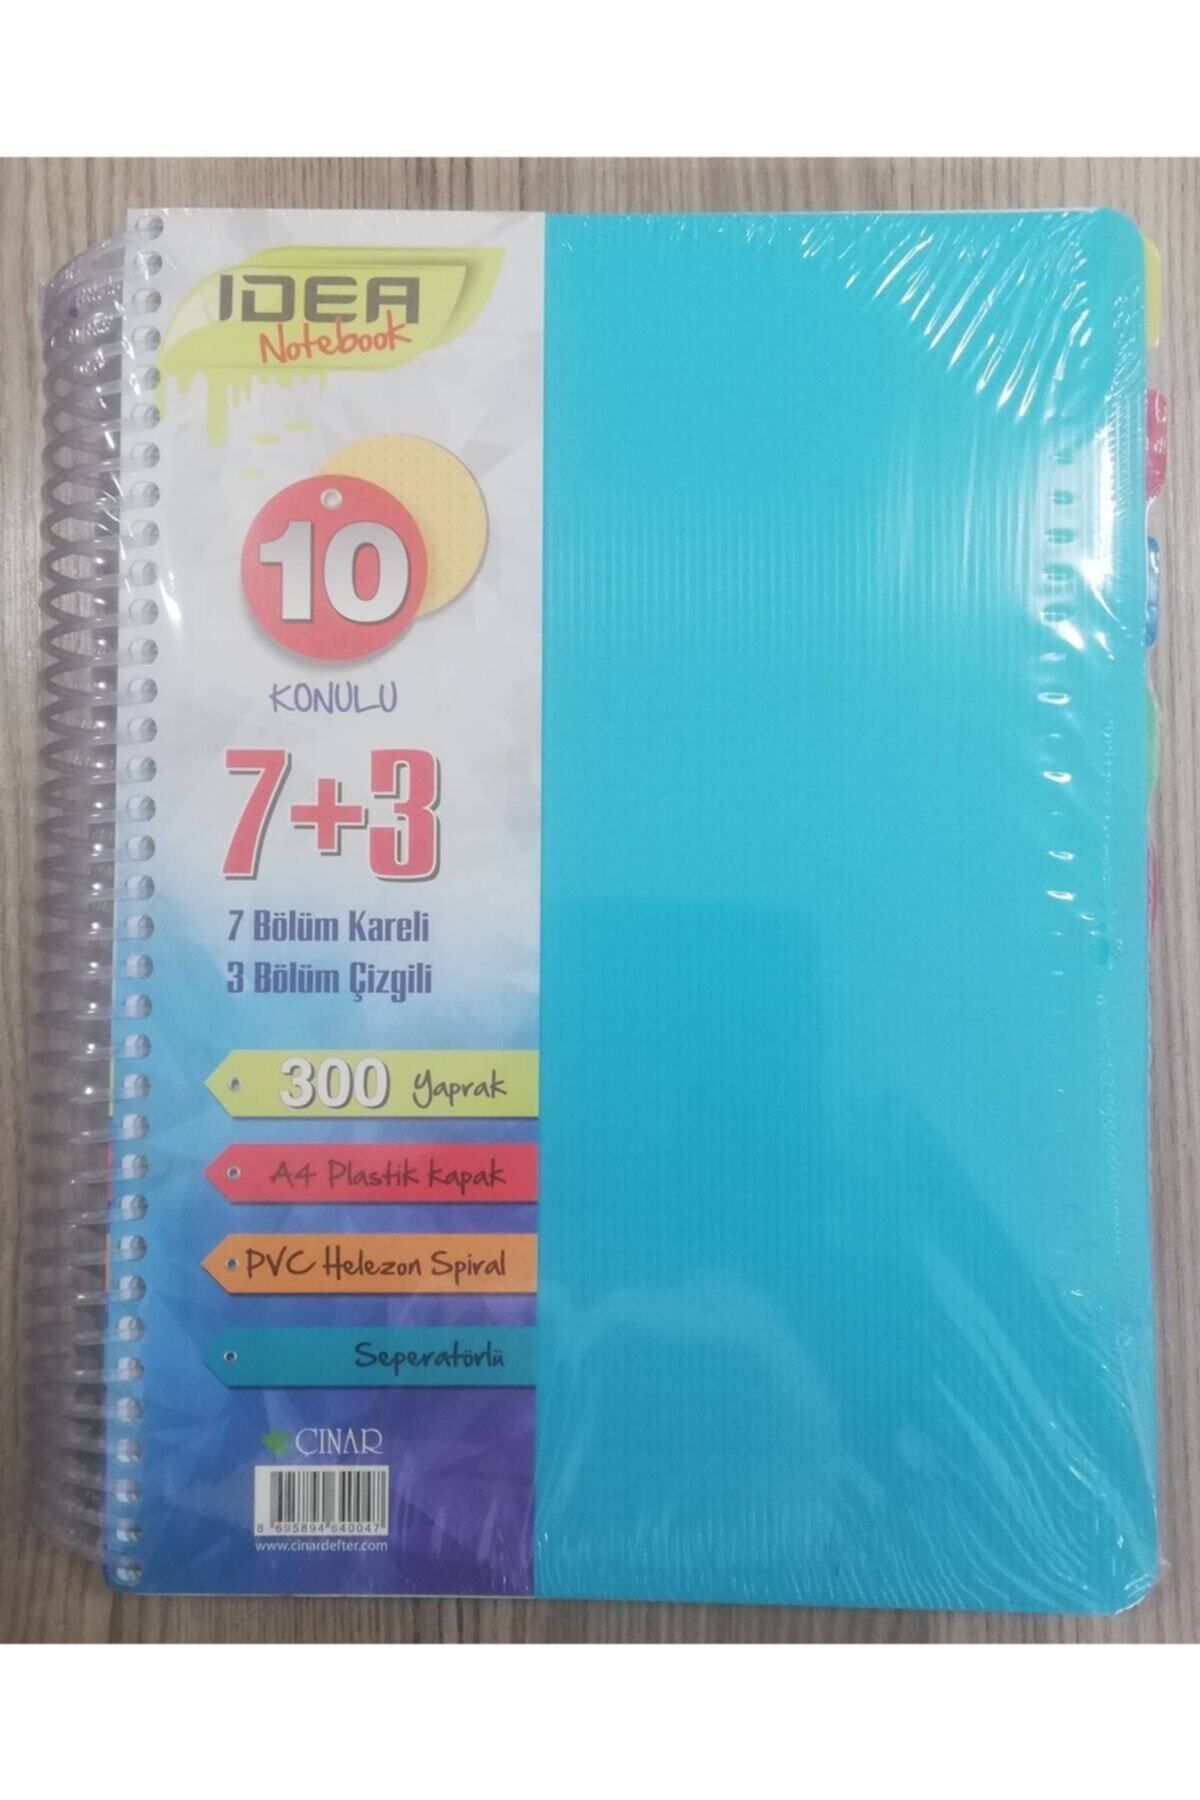 IDEA
Notebook
10
KONULU
7+3
7 Bölüm Kareli
3 Bölüm Çizgili
300 Yaprak
A4 Plastik Kapak
PVC Helezon Spiral
Seperatörlü
ÇINAR
8 695894 640047
www.cinardefter.com